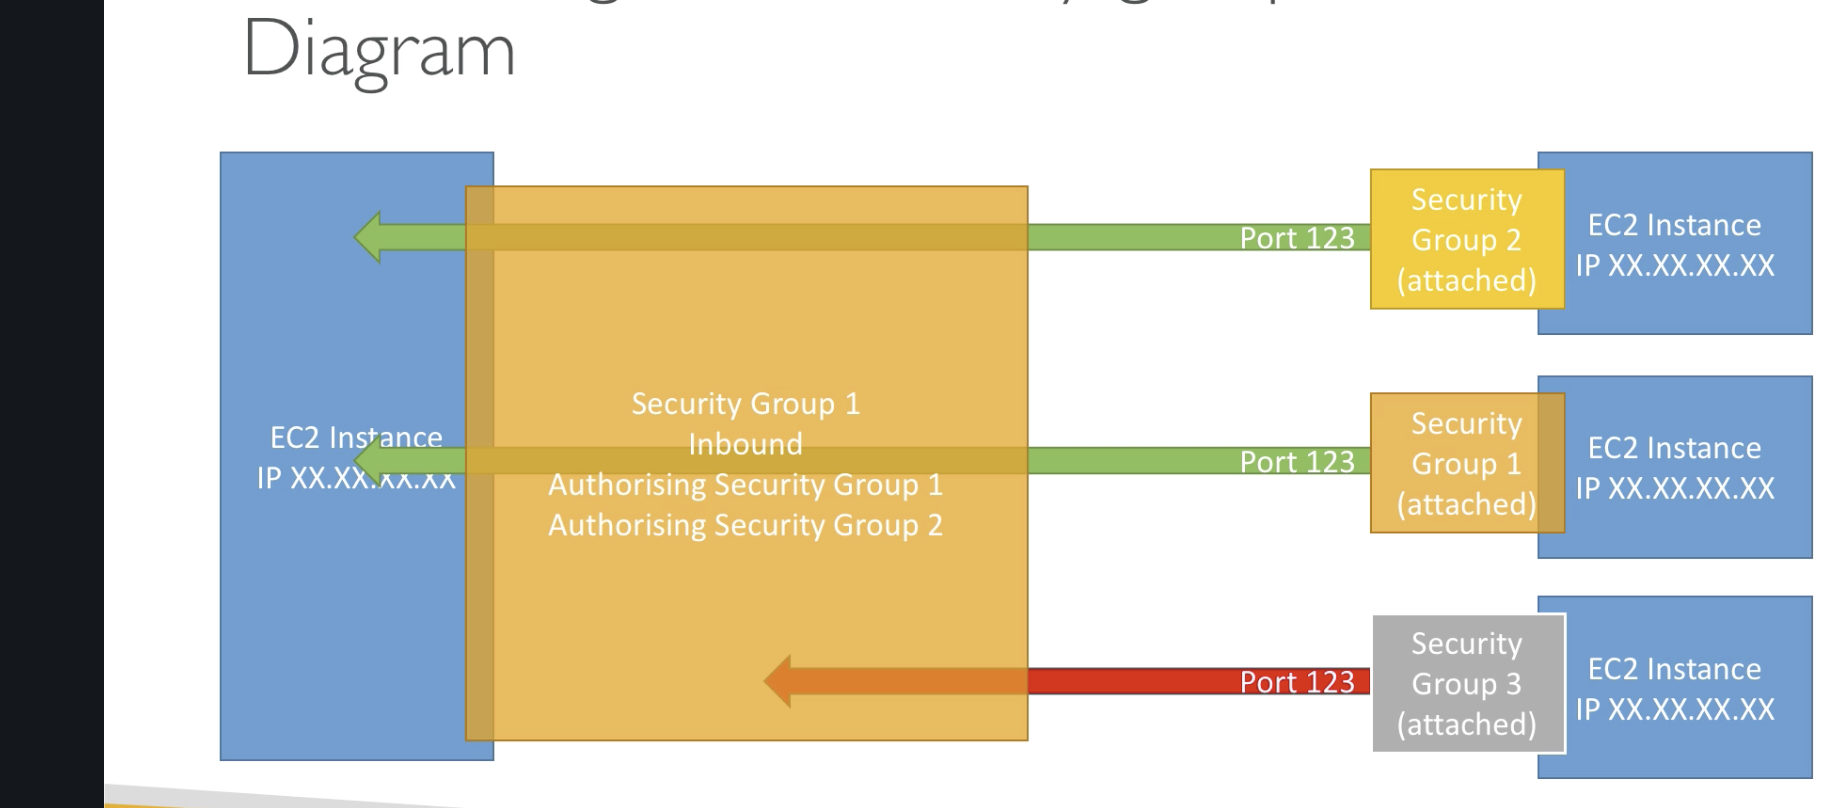 Diagram
EC2 Instance
IP XX.XX.XX.XX
Security Group 1
Inbound
Authorising Security Group 1
Authorising Security Group 2
Port 123
Security
Group 2
(attached)
EC2 Instance
IP XX.XX.XX.XX
Port 123
Security
Group 1
(attached)
EC2 Instance
IP XX.XX.XX.XX
Port 123
Security
Group 3
(attached)
EC2 Instance
IP XX.XX.XX.XX